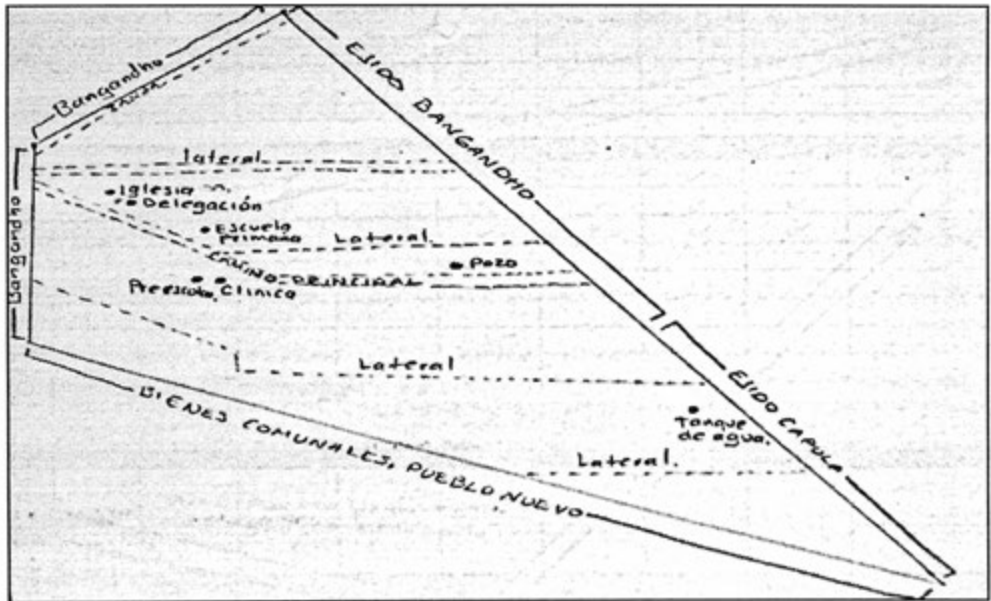 Bangandho
EJIDO BANGANDHO
lateral
Bangandho
Iglesia
Delegación
Escuela
Primaria
Lateral.
Pozo
CAMINO-PRINCIPAL
Preescolar Clinica
Lateral
EJIDO CAPULA
Tanque
de agua.
Lateral.
BIENES COMUNALES, PUEBLO NUEVO